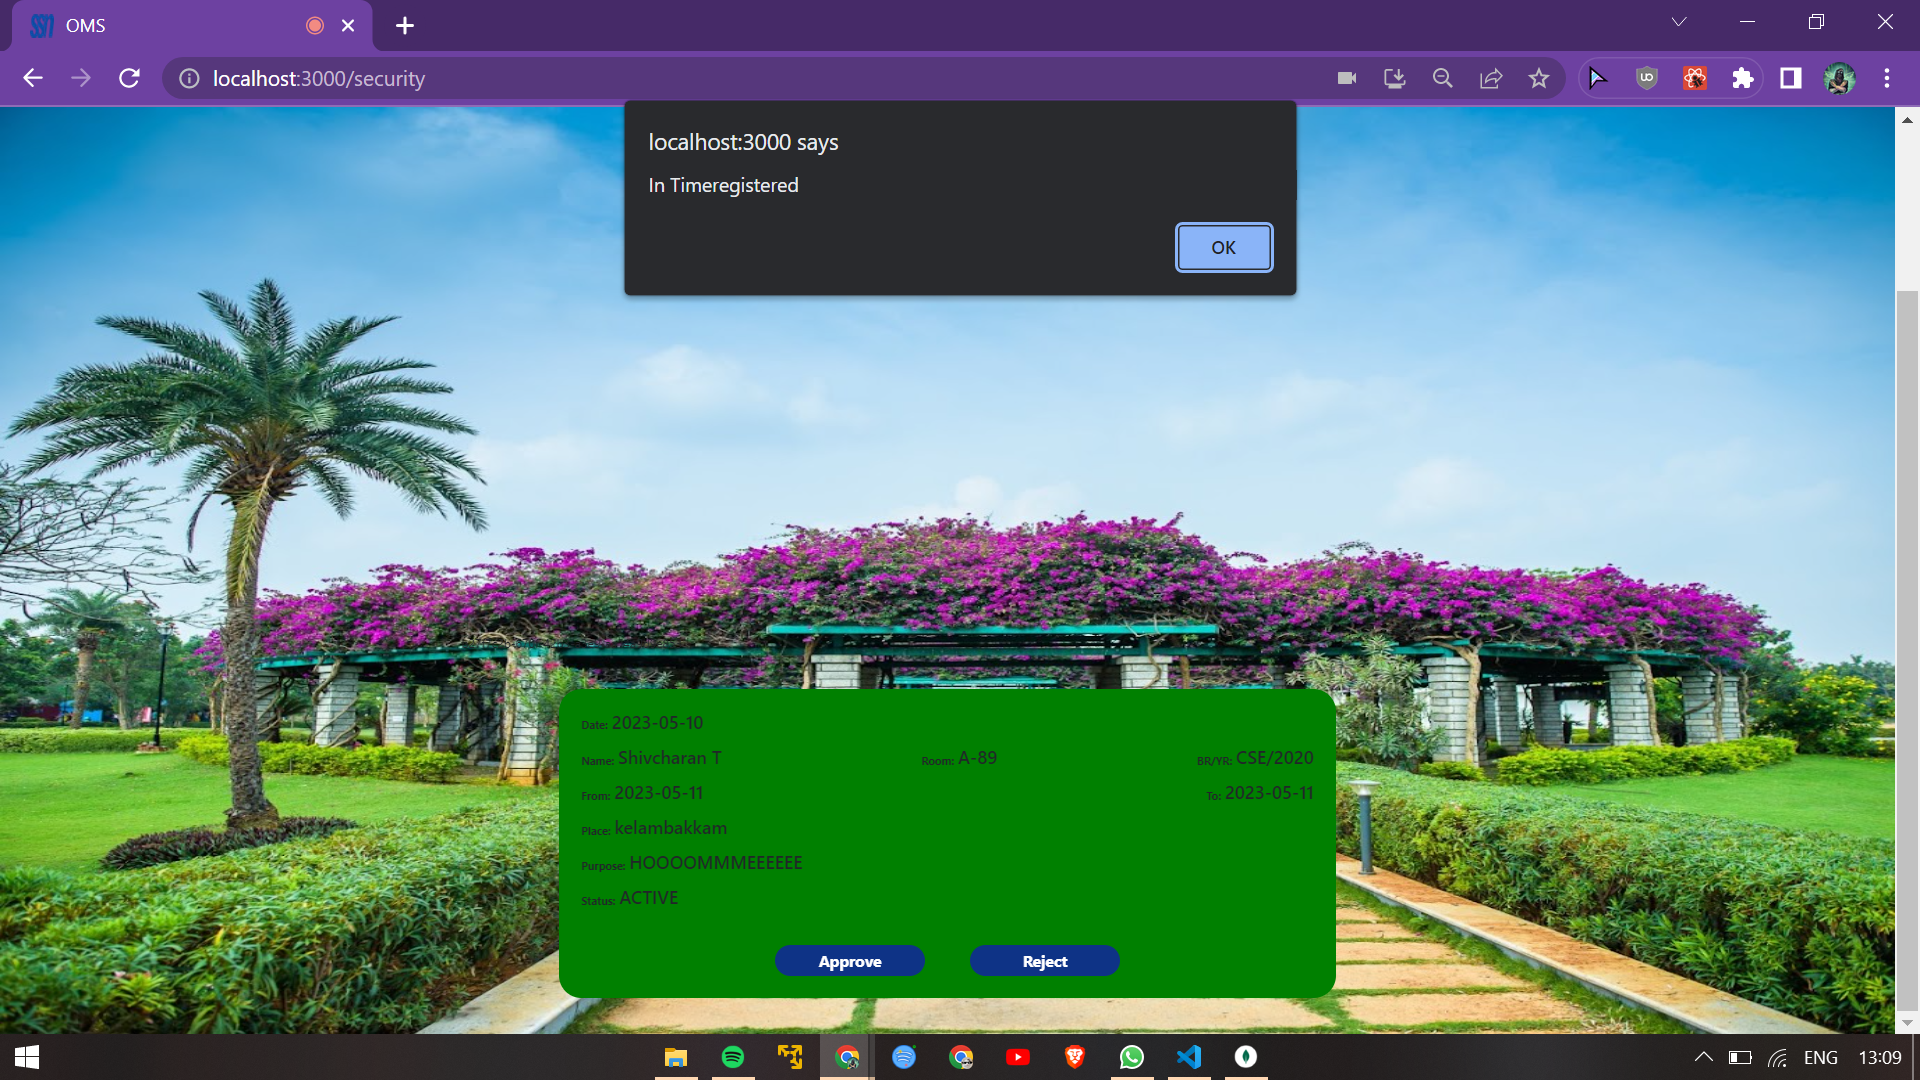 OMS
localhost:3000/security
localhost:3000 says
In Timeregistered
OK
Date: 2023-05-10
Name: Shivcharan T Room: A-89 BR/YR: CSE/2020
From: 2023-05-11 To: 2023-05-11
Place: kelambakkam
Purpose: HOOOOMMMEEEEEE
Status: ACTIVE
Approve Reject
ENG 13:09